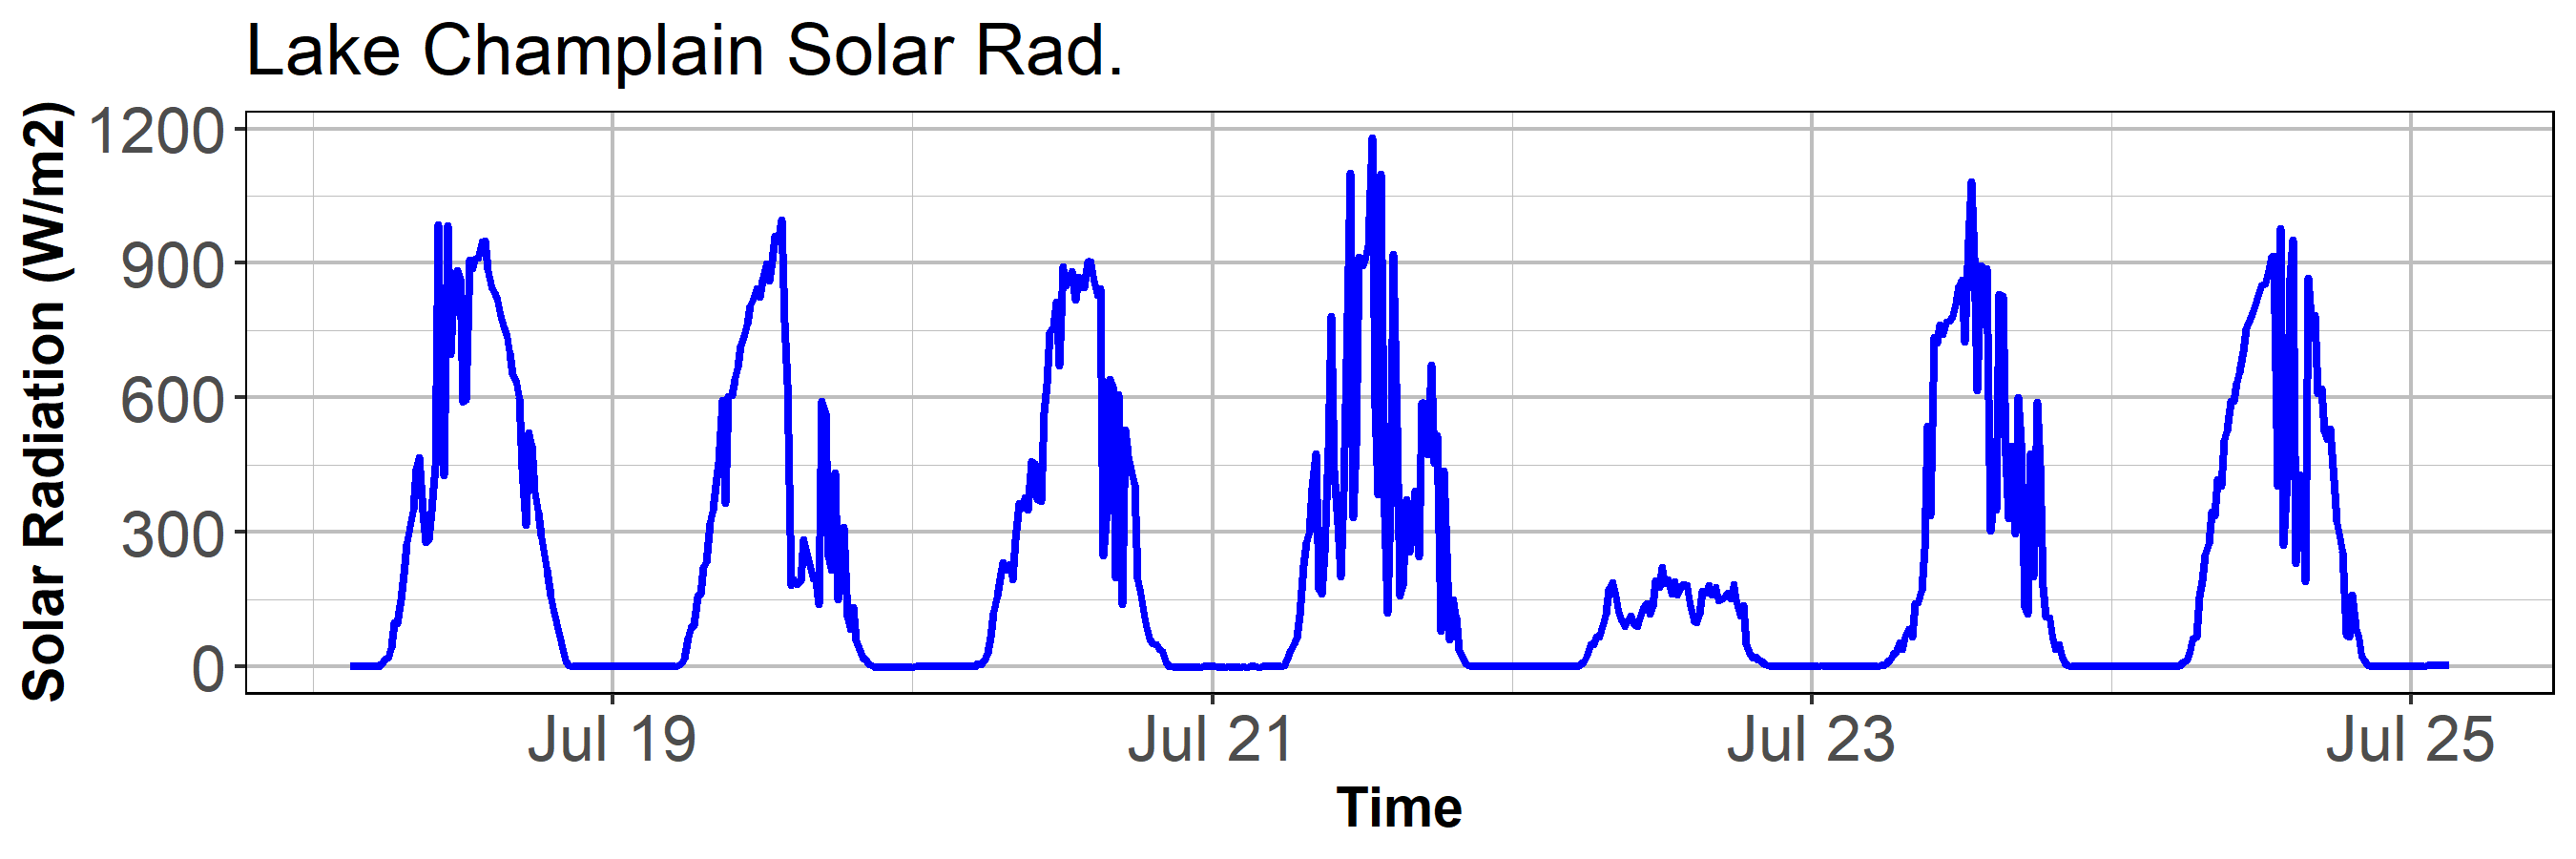 Lake Champlain Solar Rad.
Solar Radiation (W/m2)
1200
900
600
300
0
Jul 19 Jul 21 Jul 23 Jul 25
Time